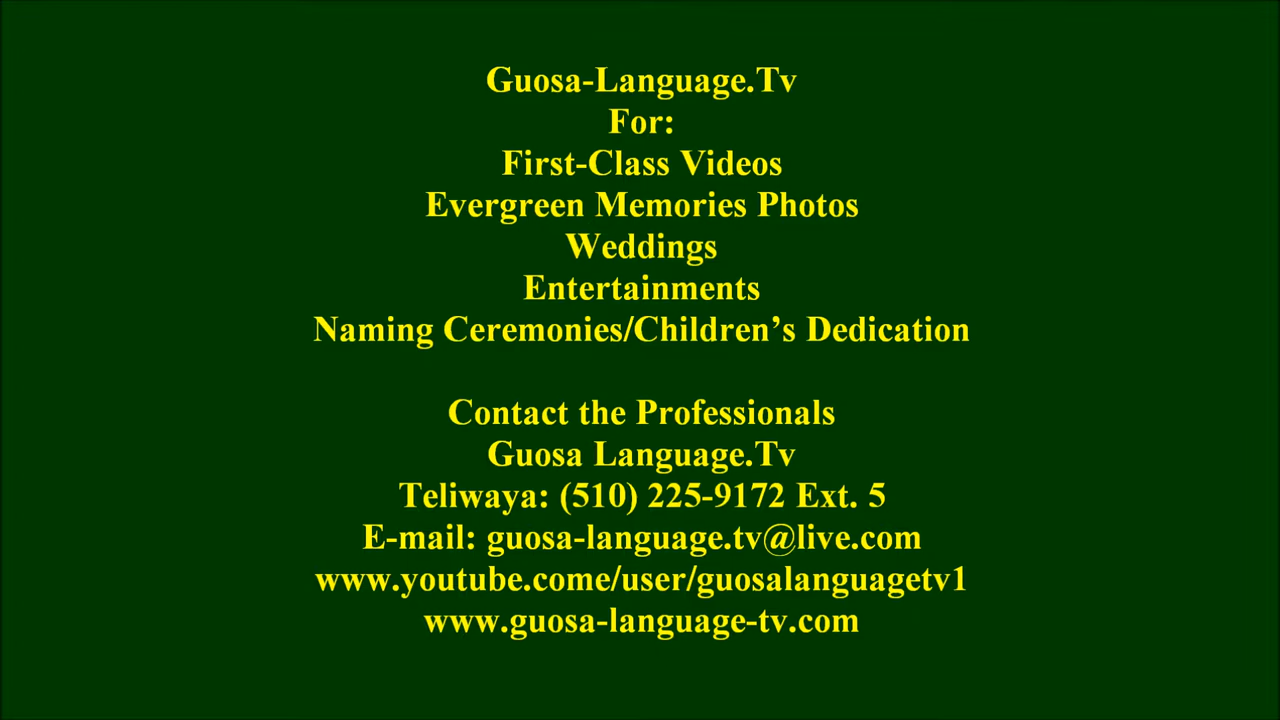 Guosa-Language.Tv
For:
First-Class Videos
Evergreen Memories Photos
Weddings
Entertainments
Naming Ceremonies/Children’s Dedication
Contact the Professionals
Guosa Language.Tv
Teliwaya: (510) 225-9172 Ext. 5
E-mail: guosa-language.tv@live.com
www.youtube.come/user/guosalanguagetv1
www.guosa-language-tv.com